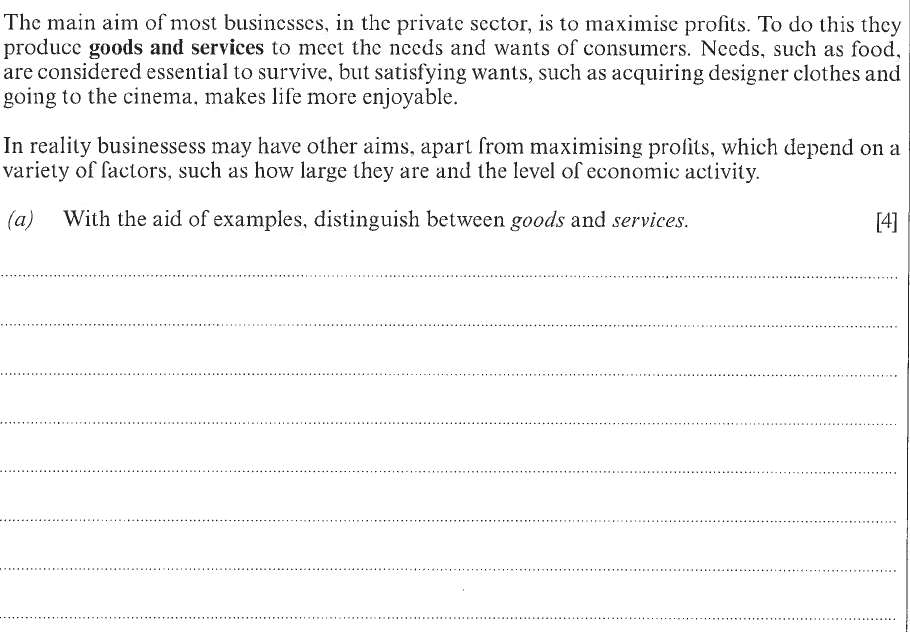 The main aim of most businesses, in the private sector, is to maximise profits. To do this they
produce goods and services to meet the needs and wants of consumers. Needs, such as food,
are considered essential to survive, but satisfying wants, such as acquiring designer clothes and
going to the cinema, makes life more enjoyable.
In reality businessess may have other aims, apart from maximising profits, which depend on a
variety of factors, such as how large they are and the level of economic activity.
(a) With the aid of examples, distinguish between goods and services. [4]